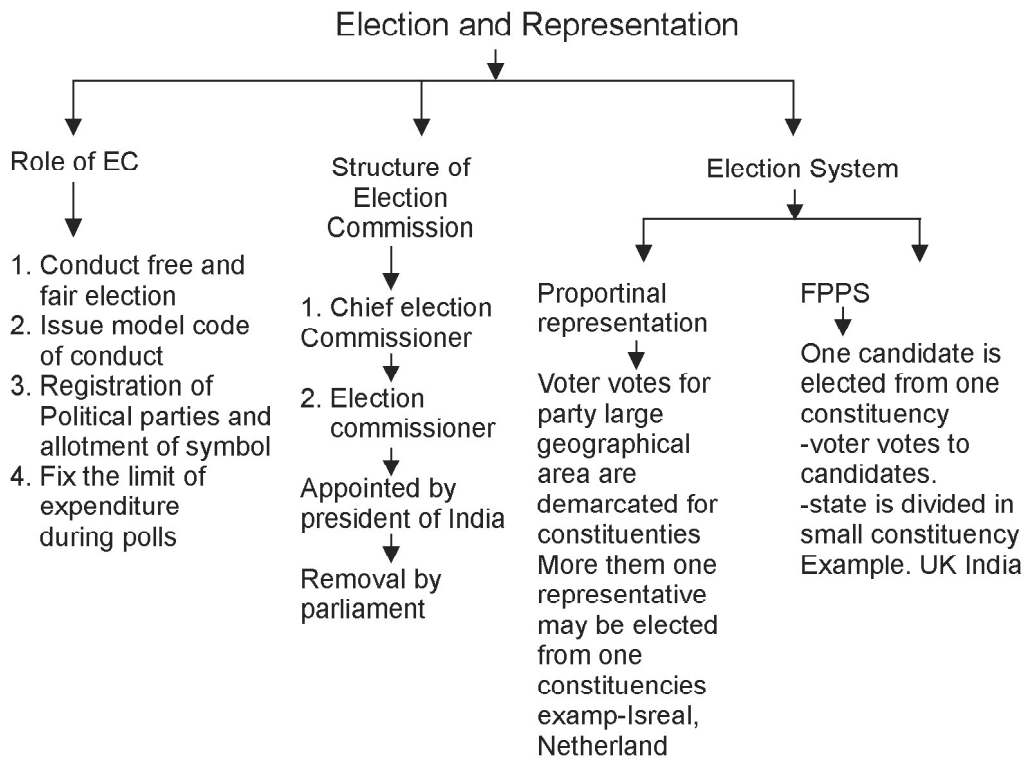 Election and Representation
Role of EC
1. Conduct free and
fair election
2. Issue model code
of conduct
3. Registration of
Political parties and
allotment of symbol
4. Fix the limit of
expenditure
during polls
Structure of
Election
Commission
1. Chief election
Commissioner
2. Election
commissioner
Appointed by
president of India
Removal by
parliament
Election System
Proportinal
representation
Voter votes for
party large
geographical
area are
demarcated for
constituenties
More them one
representative
may be elected
from one
constituencies
examp-Isreal,
Netherland
FPPS
One candidate is
elected from one
constituency
-voter votes to
candidates.
-state is divided in
small constituency
Example. UK India